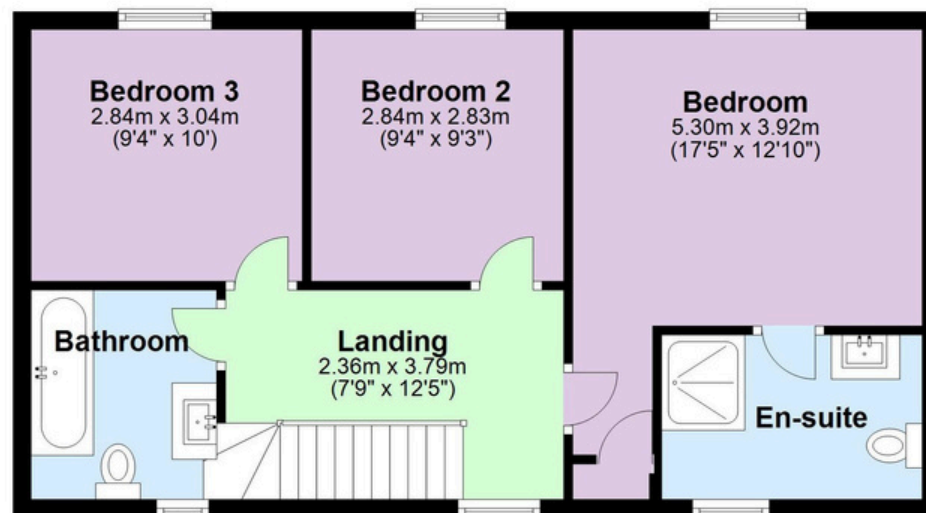 Bedroom 3
2.84m x 3.04m
(9'4" x 10')
Bedroom 2
2.84m x 2.83m
(9'4" x 9'3")
Bedroom
5.30m x 3.92m
(17'5" x 12'10")
Bathroom
Landing
2.36m x 3.79m
(7'9" x 12'5")
En-suite